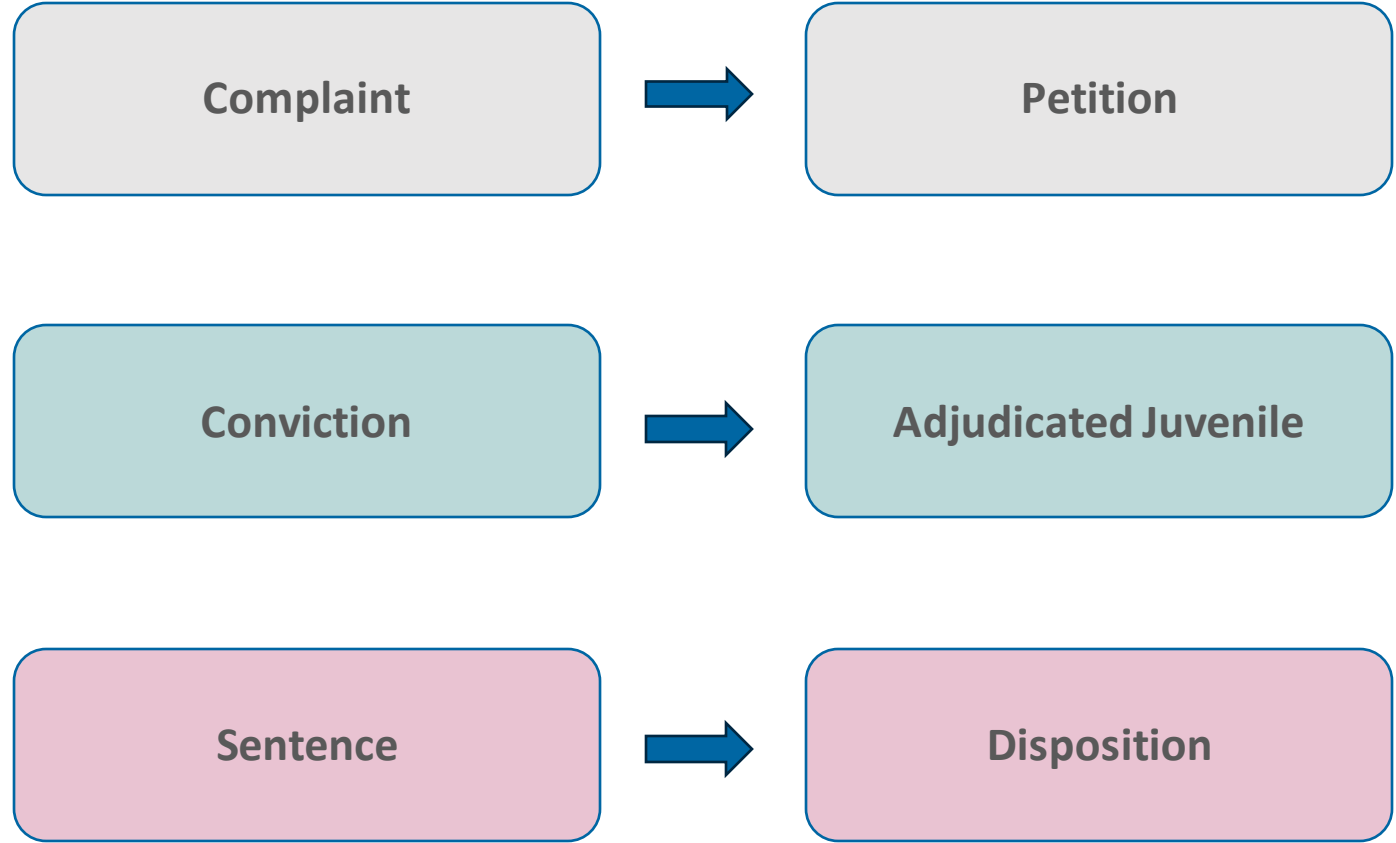 Complaint
Petition
Conviction
Adjudicated Juvenile
Sentence
Disposition